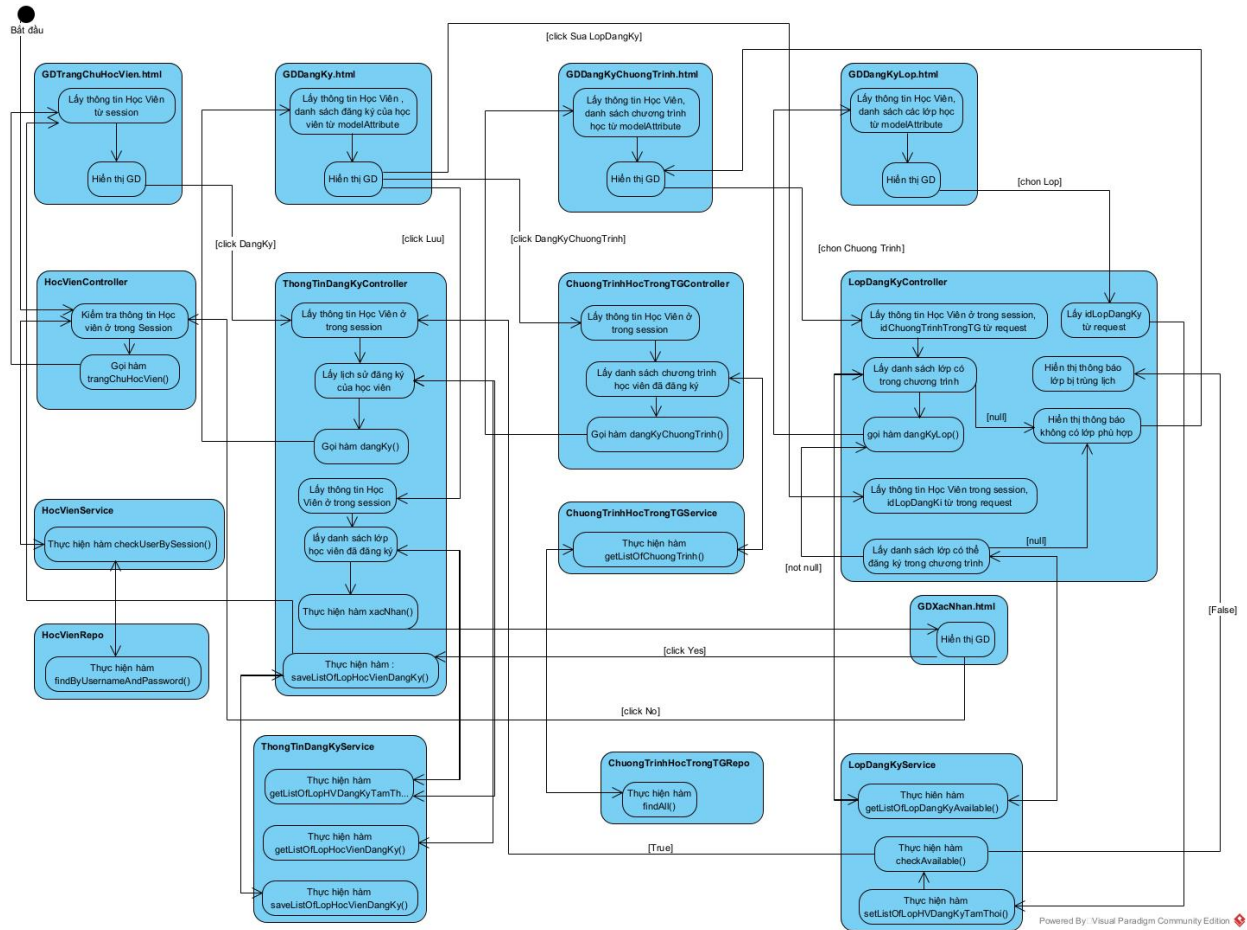 Bắt đầu
[click Sua LopDangKy]
GDTrangChuHocVien.html
Lấy thông tin Học Viên
từ session
Hiển thị GD
GDDangKy.html
Lấy thông tin Học Viên ,
danh sách đăng ký của học
viên từ modelAttribute
Hiển thị GD
GDDangKyChuongTrinh.html
Lấy thông tin Học Viên,
danh sách chương trình
học từ modelAttribute
Hiển thị GD
GDDangKyLop.html
Lấy thông tin Học Viên,
danh sách các lớp học
từ modelAttribute
Hiển thị GD
[chon Lop]
[click DangKy]
[click Luu]
[click DangKyChuongTrinh]
[chon Chuong Trinh]
HocVienController
Kiểm tra thông tin Học
viên ở trong Session
Gọi hàm
trangChuHocVien()
ThongTinDangKyController
Lấy thông tin Học Viên ở
trong session
Lấy lịch sử đăng ký
của học viên
Gọi hàm dangKy()
Lấy thông tin Học
Viên ở trong session
lấy danh sách lớp
học viên đã đăng ký
Thực hiện hàm xacNhan()
Thực hiện hàm :
saveListOfLopHocVienDangKy()
ChuongTrinhHocTrongTGController
Lấy thông tin Học Viên ở
trong session
Lấy danh sách chương trình
học viên đã đăng ký
Gọi hàm dangKyChuongTrinh()
LopDangKyController
Lấy thông tin Học Viên ở trong session,
idChuongTrinhTrongTG từ request
Lấy idLopDangKy
từ request
Lấy danh sách lớp có
trong chương trình
Hiển thị thông báo
lớp bị trùng lịch
[null]
gọi hàm dangKyLop()
Hiển thị thông báo
không có lớp phù hợp
Lấy thông tin Học Viên trong session,
idLopDangKi từ trong request
[null]
Lấy danh sách lớp có thể
đăng ký trong chương trình
[not null]
HocVienService
Thực hiện hàm checkUserBySession()
ChuongTrinhHocTrongTGService
Thực hiện hàm
getListOfChuongTrinh()
HocVienRepo
Thực hiện hàm
findByUsernameAndPassword()
GDXacNhan.html
Hiển thị GD
[False]
[click Yes]
[click No]
ThongTinDangKyService
Thực hiện hàm
getListOfLopHVDangKyTamTh...
Thực hiện hàm
getListOfLopHocVienDangKy()
Thực hiện hàm
saveListOfLopHocVienDangKy()
ChuongTrinhHocTrongTGRepo
Thực hiện hàm
findAll()
[True]
LopDangKyService
Thực hiện hàm
getListOfLopDangKyAvailable()
Thực hiện hàm
checkAvailable()
Thực hiện hàm
setListOfLopHVDangKyTamThoi()
Powered By Visual Paradigm Community Edition